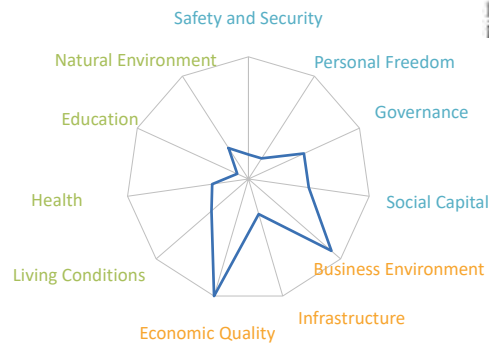 Safety and Security
Natural Environment
Personal Freedom
Education
Governance
Health
Social Capital
Living Conditions
Business Environment
Economic Quality
Infrastructure